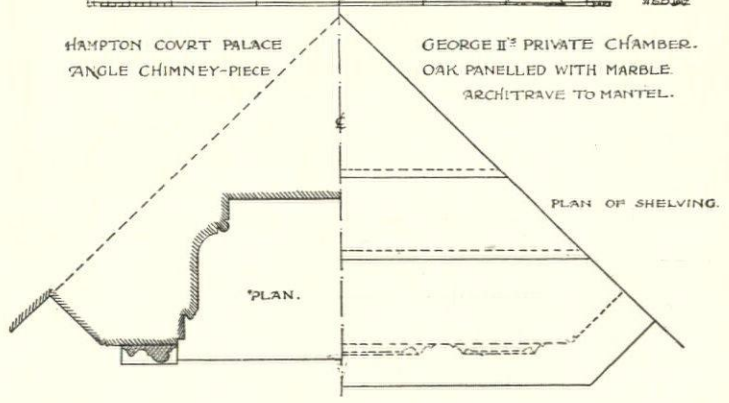 HAMPTON COVRT PALACE
ANGLE CHIMNEY-PIECE
GEORGE II'S PRIVATE CHAMBER.
OAK PANELLED WITH MARBLE
ARCHITRAVE TO MANTEL.
℄
PLAN OF SHELVING.
PLAN.